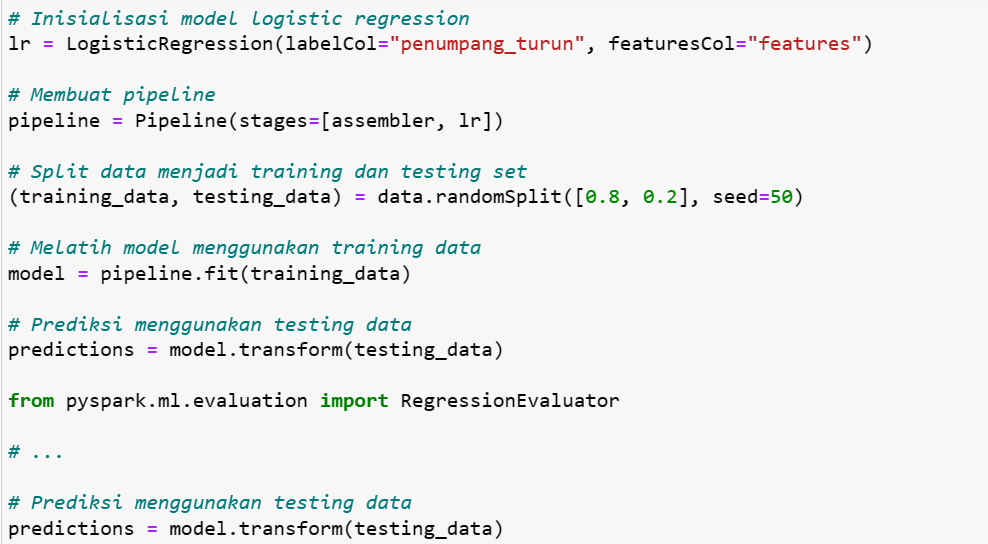 # Inisialisasi model logistic regression
lr = LogisticRegression(labelCol="penumpang_turun", featuresCol="features")
# Membuat pipeline
pipeline = Pipeline(stages=[assembler, lr])
# Split data menjadi training dan testing set
(training_data, testing_data) = data.randomSplit([0.8, 0.2], seed=50)
# Melatih model menggunakan training data
model = pipeline.fit(training_data)
# Prediksi menggunakan testing data
predictions = model.transform(testing_data)
from pyspark.ml.evaluation import RegressionEvaluator
# ...
# Prediksi menggunakan testing data
predictions = model.transform(testing_data)